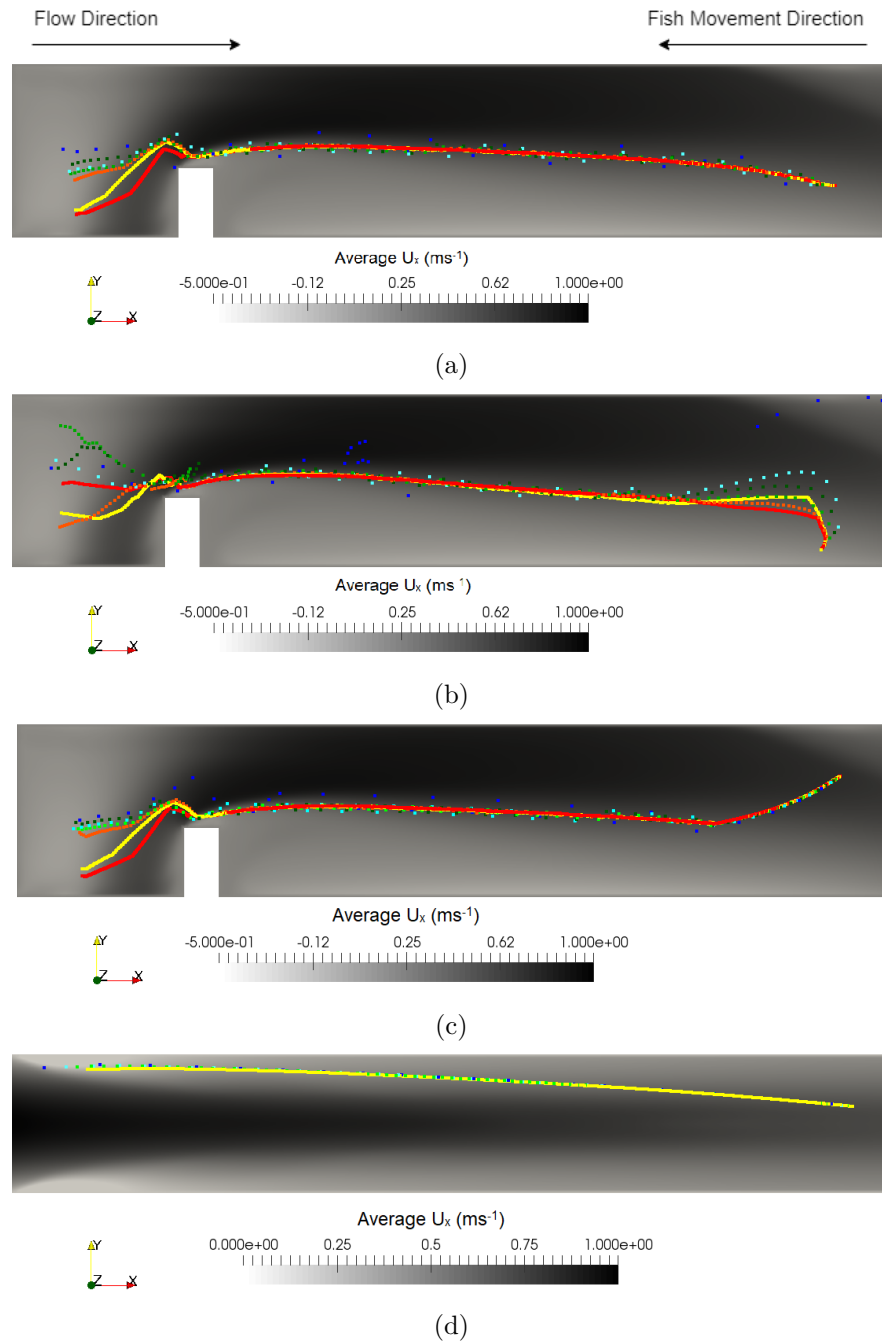 Flow Direction Fish Movement Direction
Average Uₓ (ms⁻¹)
-5.000e-01 -0.12 0.25 0.62 1.000e+00
Y
Z X
(a)
Average Uₓ (ms⁻¹)
-5.000e-01 -0.12 0.25 0.62 1.000e+00
Y
Z X
(b)
Average Uₓ (ms⁻¹)
-5.000e-01 -0.12 0.25 0.62 1.000e+00
Y
Z X
(c)
Average Uₓ (ms⁻¹)
0.000e+00 0.25 0.5 0.75 1.000e+00
Y
Z X
(d)